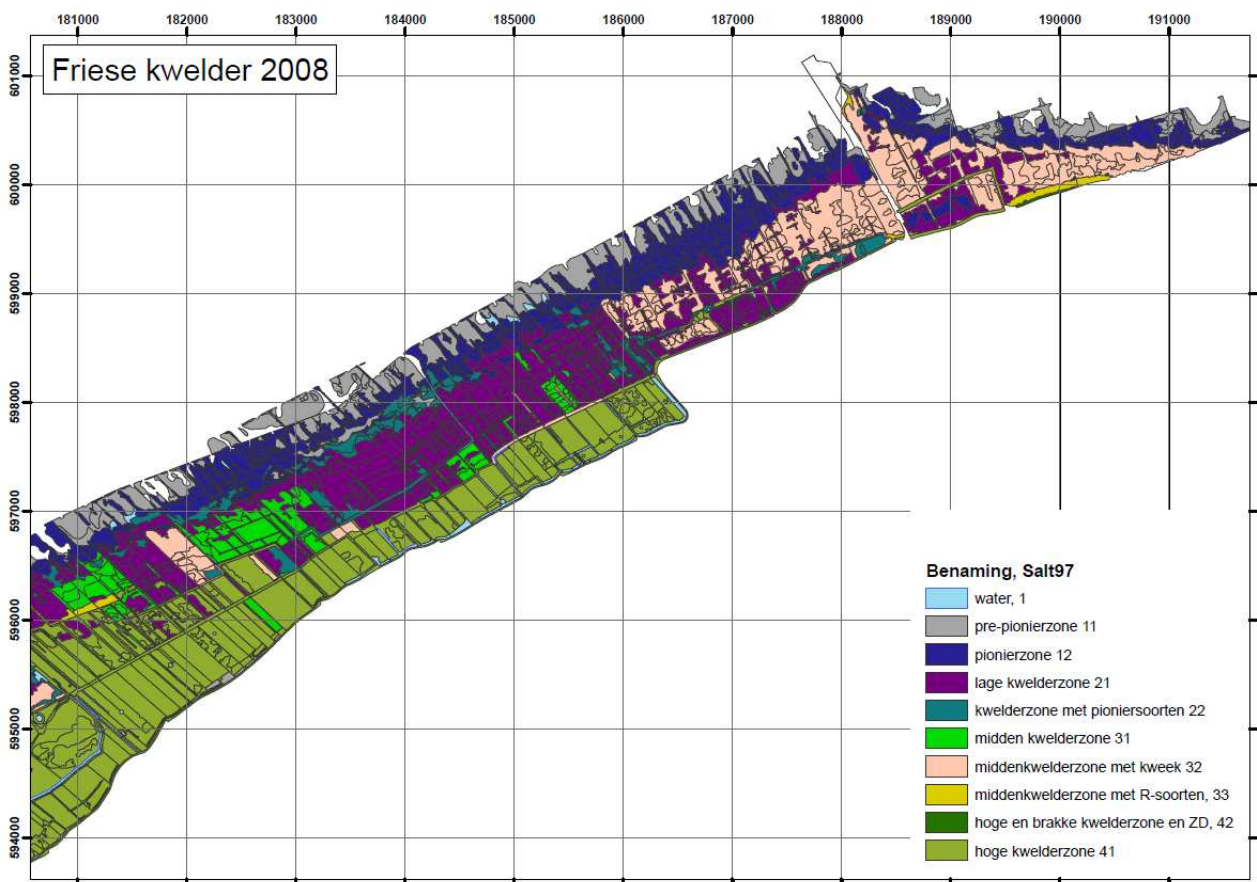 181000 182000 183000 184000 185000 186000 187000 188000 189000 190000 191000
Friese kwelder 2008
601000
600000
599000
598000
597000
596000
595000
594000
Benaming, Salt97
water, 1
pre-pionierzone 11
pionierzone 12
lage kwelderzone 21
kwelderzone met pioniersoorten 22
midden kwelderzone 31
middenkwelderzone met kweek 32
middenkwelderzone met R-soorten, 33
hoge en brakke kwelderzone en ZD, 42
hoge kwelderzone 41